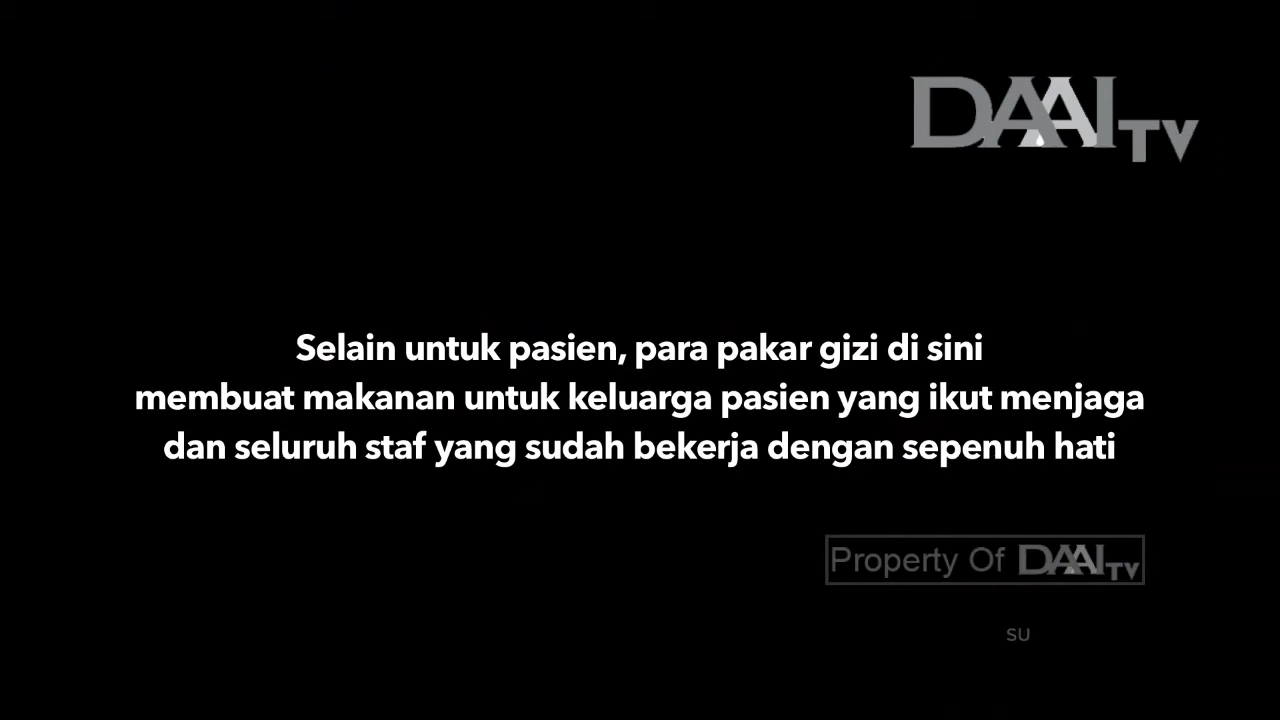 DAAI TV
Selain untuk pasien, para pakar gizi di sini
membuat makanan untuk keluarga pasien yang ikut menjaga
dan seluruh staf yang sudah bekerja dengan sepenuh hati
Property Of DAAI TV
SU